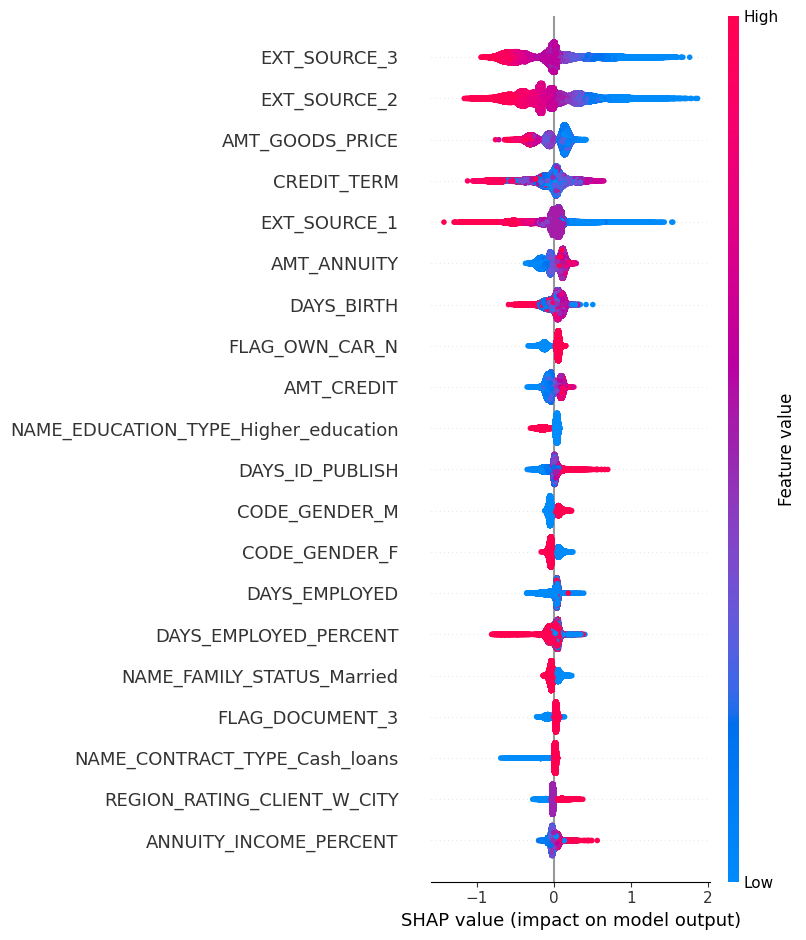 High
EXT_SOURCE_3
EXT_SOURCE_2
AMT_GOODS_PRICE
CREDIT_TERM
EXT_SOURCE_1
AMT_ANNUITY
DAYS_BIRTH
FLAG_OWN_CAR_N
AMT_CREDIT
NAME_EDUCATION_TYPE_Higher_education
DAYS_ID_PUBLISH
CODE_GENDER_M
CODE_GENDER_F
DAYS_EMPLOYED
DAYS_EMPLOYED_PERCENT
NAME_FAMILY_STATUS_Married
FLAG_DOCUMENT_3
NAME_CONTRACT_TYPE_Cash_loans
REGION_RATING_CLIENT_W_CITY
ANNUITY_INCOME_PERCENT
Feature value
Low
−1 0 1 2
SHAP value (impact on model output)